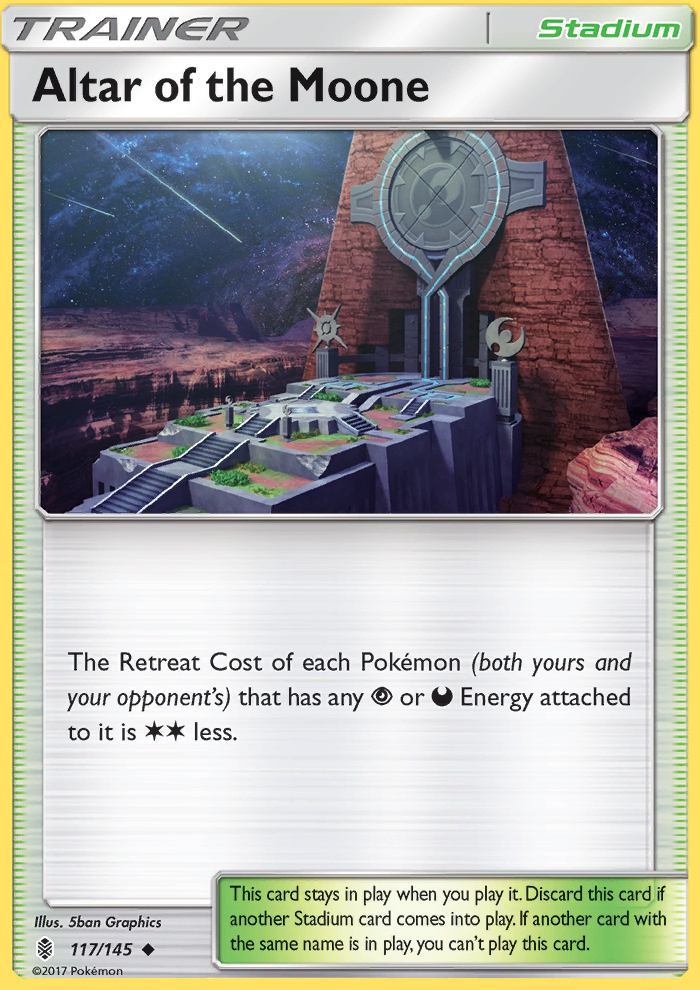 TRAINER
Stadium
Altar of the Moone
The Retreat Cost of each Pokémon (both yours and
your opponent's) that has any or Energy attached
to it is less.
This card stays in play when you play it. Discard this card if
another Stadium card comes into play. If another card with
the same name is in play, you can't play this card.
Illus. 5ban Graphics
117/145
©2017 Pokémon